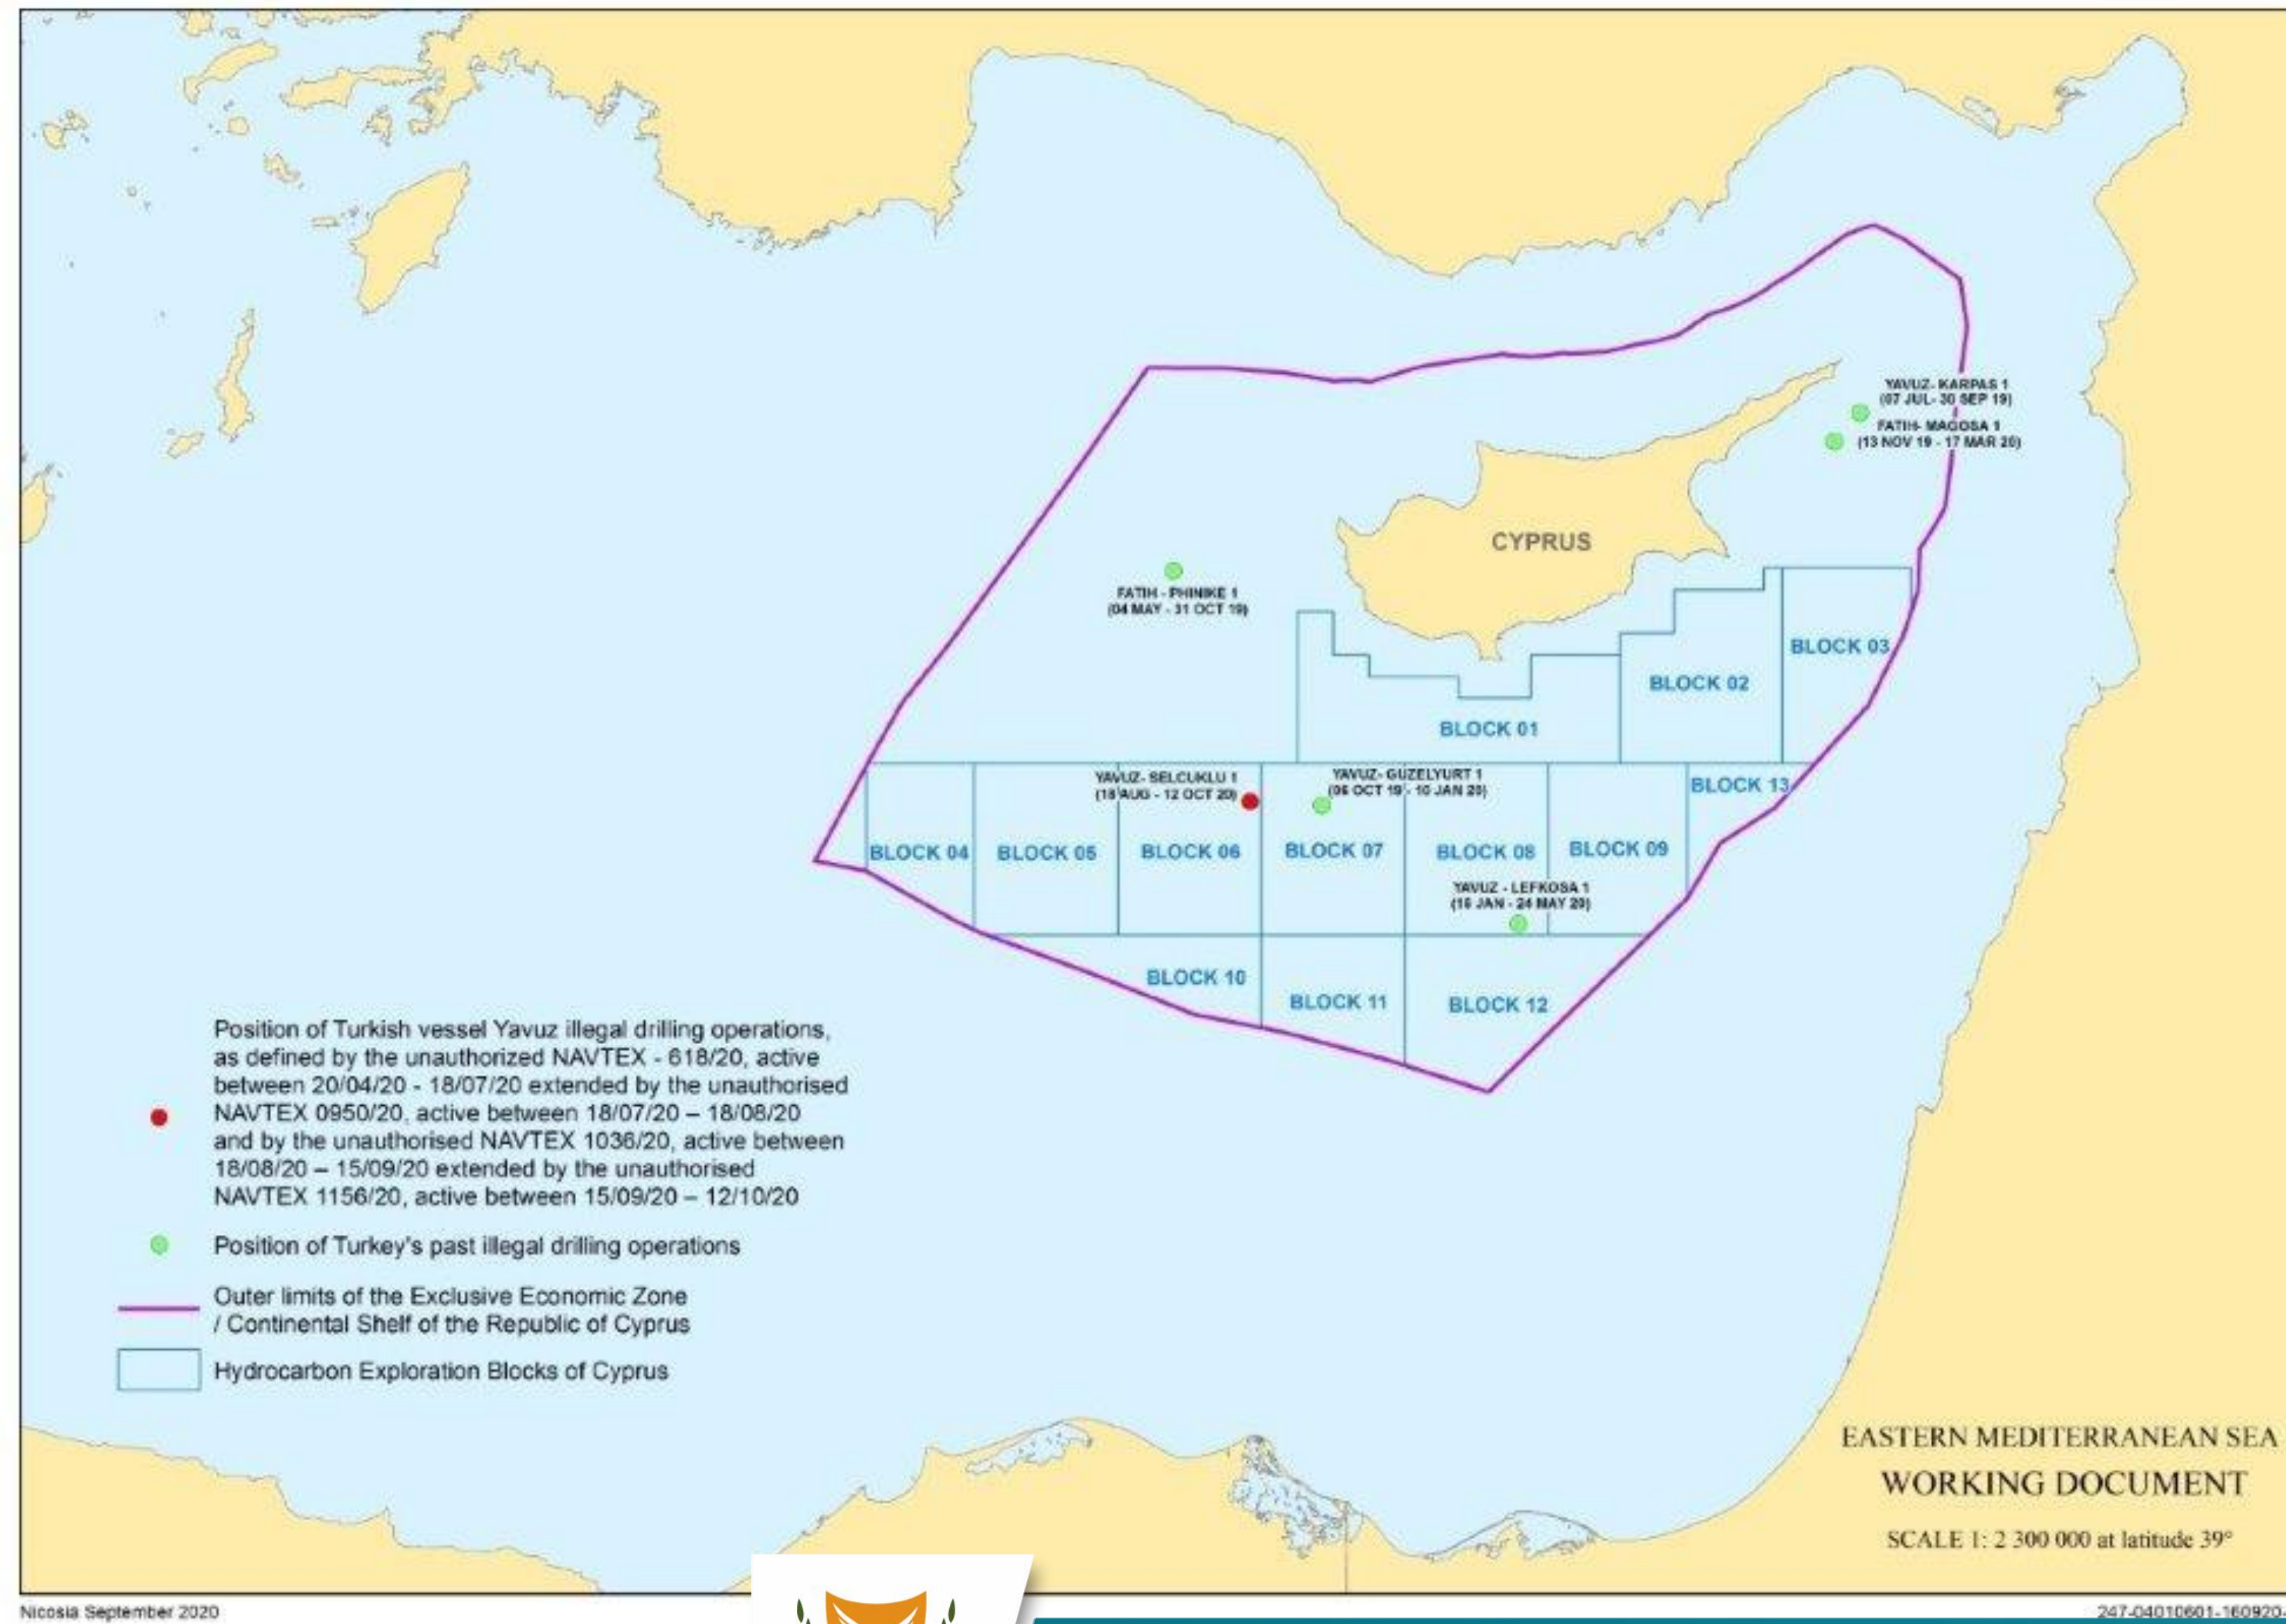 YAVUZ- KARPAS 1
(07 JUL- 30 SEP 19)
FATIH- MAGOSA 1
(13 NOV 19 - 17 MAR 20)
CYPRUS
FATIH - PHINIKE 1
(04 MAY - 31 OCT 19)
BLOCK 03
BLOCK 02
BLOCK 01
YAVUZ- SELCUKLU 1
(18 AUG - 12 OCT 20)
YAVUZ- GUZELYURT 1
(06 OCT 19 - 10 JAN 20)
BLOCK 13
BLOCK 04
BLOCK 05
BLOCK 06
BLOCK 07
BLOCK 08
BLOCK 09
YAVUZ - LEFKOSA 1
(16 JAN - 24 MAY 20)
BLOCK 10
BLOCK 11
BLOCK 12
Position of Turkish vessel Yavuz illegal drilling operations,
as defined by the unauthorized NAVTEX - 618/20, active
between 20/04/20 - 18/07/20 extended by the unauthorised
NAVTEX 0950/20, active between 18/07/20 – 18/08/20
and by the unauthorised NAVTEX 1036/20, active between
18/08/20 – 15/09/20 extended by the unauthorised
NAVTEX 1156/20, active between 15/09/20 – 12/10/20
Position of Turkey's past illegal drilling operations
Outer limits of the Exclusive Economic Zone
/ Continental Shelf of the Republic of Cyprus
Hydrocarbon Exploration Blocks of Cyprus
EASTERN MEDITERRANEAN SEA
WORKING DOCUMENT
SCALE 1: 2 300 000 at latitude 39°
Nicosia September 2020
247-04010601-160920